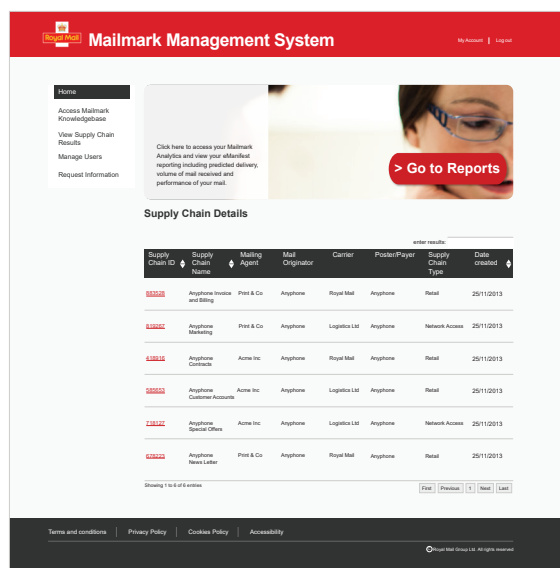 Royal Mail
Mailmark Management System
My Account | Log out
Home
Access Mailmark
Knowledgebase
View Supply Chain
Results
Manage Users
Request Information
Click here to access your Mailmark
Analytics and view your eManifest
reporting including predicted delivery,
volume of mail received and
performance of your mail.
> Go to Reports
Supply Chain Details
enter results:
Supply Chain ID Supply Chain Name Mailing Agent Mail Originator Carrier Poster/Payer Supply Chain Type Date created
883528 Anyphone Invoice and Billing Print & Co Anyphone Royal Mail Anyphone Retail 25/11/2013
619267 Anyphone Marketing Print & Co Anyphone Logistics Ltd Anyphone Network Access 25/11/2013
418916 Anyphone Contracts Acme Inc Anyphone Royal Mail Anyphone Retail 25/11/2013
585653 Anyphone Customer Accounts Acme Inc Anyphone Logistics Ltd Anyphone Retail 25/11/2013
718127 Anyphone Special Offers Acme Inc Anyphone Logistics Ltd Anyphone Network Access 25/11/2013
678223 Anyphone News Letter Print & Co Anyphone Royal Mail Anyphone Retail 25/11/2013
Showing 1 to 6 of 6 entries
First Previous 1 Next Last
Terms and conditions | Privacy Policy | Cookies Policy | Accessibility
© Royal Mail Group Ltd. All rights reserved